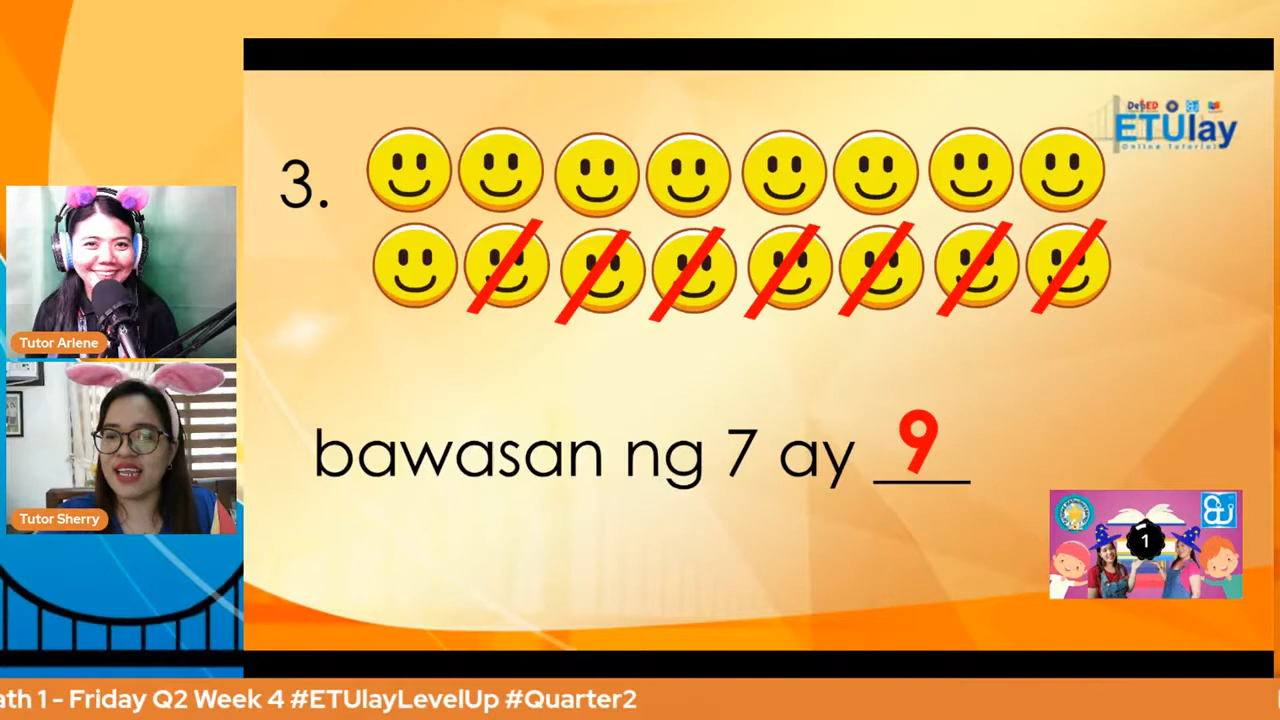 DepED
ETUlay
Online Tutorial
3.
bawasan ng 7 ay 9
Tutor Arlene
Tutor Sherry
1
ath 1 - Friday Q2 Week 4 #ETUlayLevelUp #Quarter2